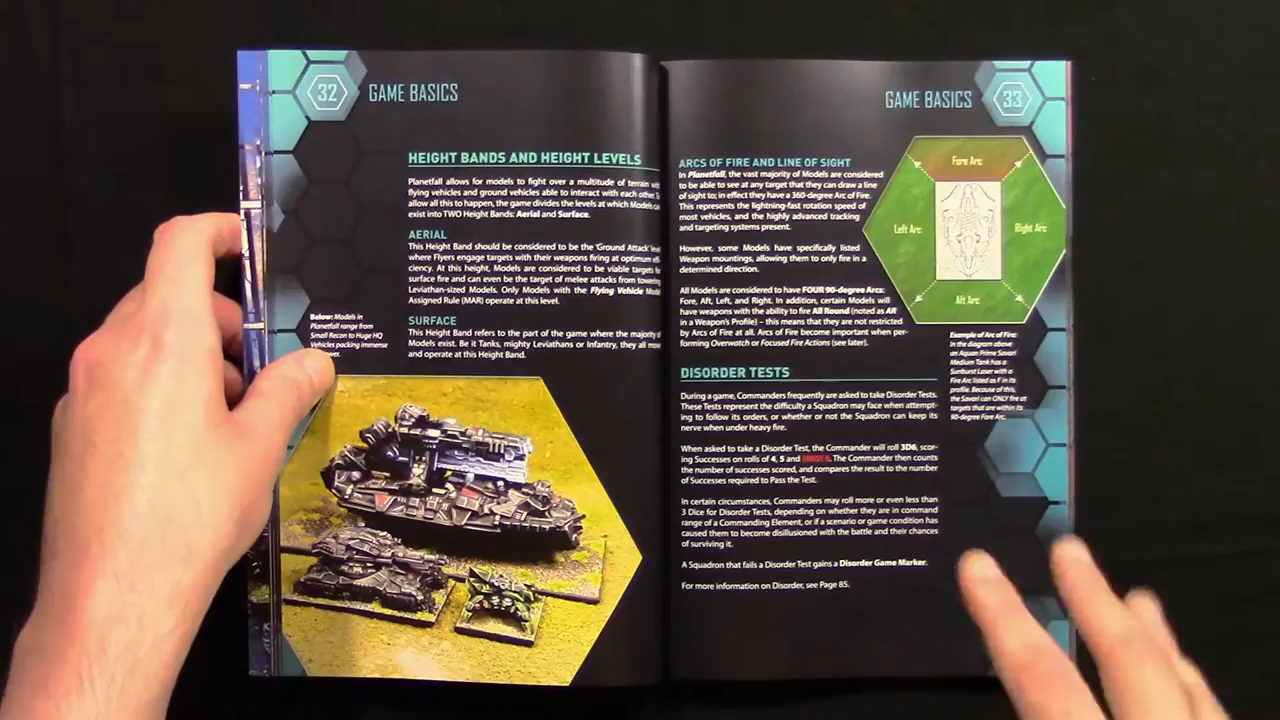 32
GAME BASICS
HEIGHT BANDS AND HEIGHT LEVELS
Planetfall allows for models to fight over a multitude of terrain with
flying vehicles and ground vehicles able to interact with each other. To
allow all this to happen, the game divides the levels at which Models can
exist into TWO Height Bands: Aerial and Surface.
AERIAL
This Height Band should be considered to be the 'Ground Attack'
where Flyers engage targets with their weapons firing at optimum effi-
ciency. At this height, Models are considered to be viable targets for
surface fire and can even be the target of melee attacks from towering
Leviathan-sized Models. Only Models with the Flying Vehicle Model
Assigned Rule (MAR) operate at this level.
SURFACE
This Height Band refers to the part of the game where the majority of
Models exist. Be it Tanks, mighty Leviathans or Infantry, they all
and operate at this Height Band.
Below: Models in
Planetfall range from
Small Recon to Huge HQ
Vehicles packing immense
GAME BASICS
33
ARCS OF FIRE AND LINE OF SIGHT
In Planetfall, the vast majority of Models are considered
to be able to see at any target that they can draw a line
of sight to; in effect they have a 360-degree Arc of Fire.
This represents the lightning-fast rotation speed of
most vehicles, and the highly advanced tracking
and targeting systems present.
However, some Models have specifically listed
Weapon mountings, allowing them to only fire in a
determined direction.
All Models are considered to have FOUR 90-degree Arcs:
Fore, Aft, Left, and Right. In addition, certain Models will
have weapons with the ability to fire All Round (noted as AR
in a Weapon's Profile) – this means that they are not restricted
by Arcs of Fire at all. Arcs of Fire become important when per-
forming Overwatch or Focused Fire Actions (see later).
Fore Arc
Left Arc
Right Arc
Aft Arc
Example of Arc of Fire:
In the diagram above
an Aquan Prime Savari
Medium Tank has a
Sunburst Laser with a
Fire Arc listed as F in its
profile. Because of this,
the Savari can ONLY fire at
targets that are within its
90-degree Fore Arc.
DISORDER TESTS
During a game, Commanders frequently are asked to take Disorder Tests.
These Tests represent the difficulty a Squadron may face when attempt-
ing to follow its orders, or whether or not the Squadron can keep its
nerve when under heavy fire.
When asked to take a Disorder Test, the Commander will roll 3D6, scor-
ing Successes on rolls of 4, 5 and The Commander then counts
the number of successes scored, and compares the result to the number
of Successes required to Pass the Test.
In certain circumstances, Commanders may roll more or even less than
3 Dice for Disorder Tests, depending on whether they are in command
range of a Commanding Element, or if a scenario or game condition has
caused them to become disillusioned with the battle and their chances
of surviving it.
A Squadron that fails a Disorder Test gains a Disorder Game Marker.
For more information on Disorder, see Page 85.